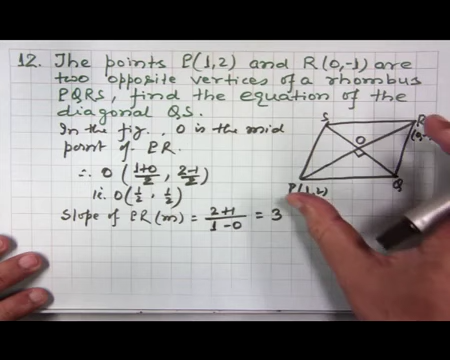 12. The points P(1,2) and R(0,-1) are
two opposite vertices of a rhombus
PQRS, find the equation of the
diagonal QS.
In the fig., O is the mid
point of PR.
∴ O (1+0/2, 2-1/2)
i.e. O(1/2, 1/2)
Slope of PR (m) = 2+1/1-0 = 3
S
R
(0,-
O
P(1,2)
Q